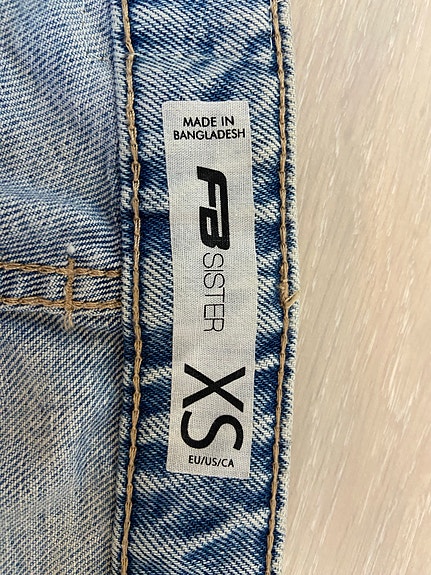 MADE IN
BANGLADESH
FB
SISTER
XS
EU/US/CA